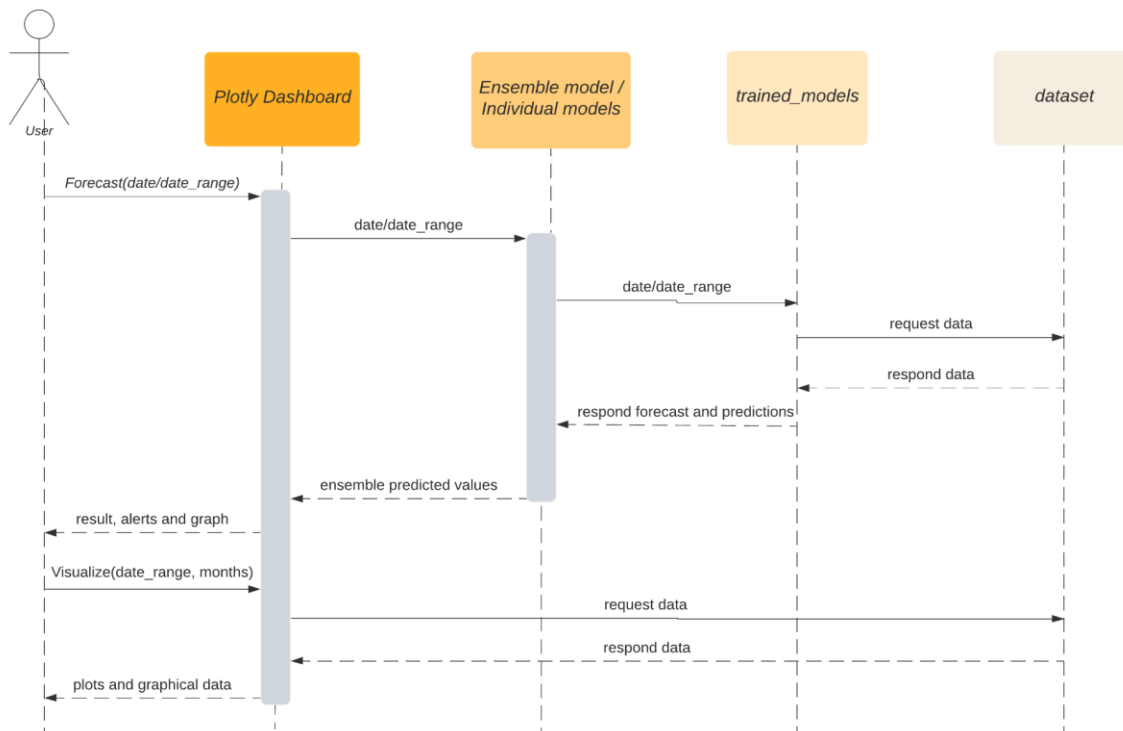 Plotly Dashboard
Ensemble model /
Individual models
trained_models
dataset
User
Forecast(date/date_range)
date/date_range
date/date_range
request data
respond data
respond forecast and predictions
ensemble predicted values
result, alerts and graph
Visualize(date_range, months)
request data
respond data
plots and graphical data